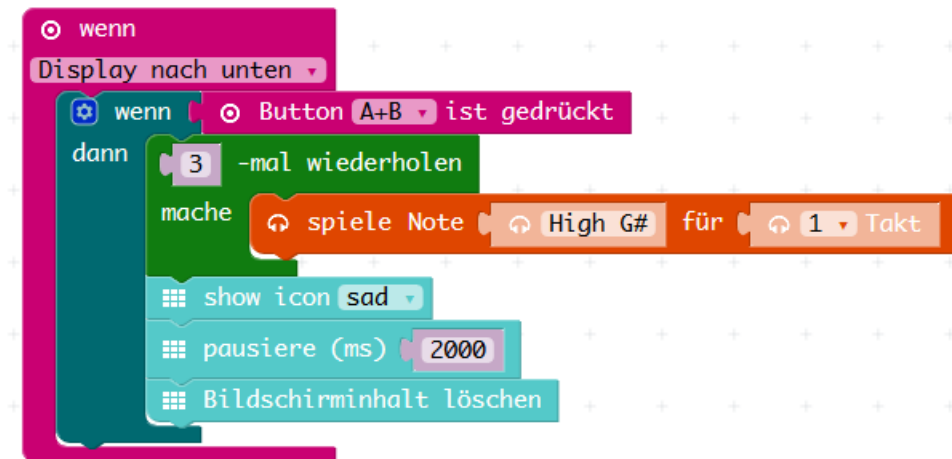 wenn
Display nach unten
wenn Button A+B ist gedrückt
dann 3 -mal wiederholen
mache spiele Note High G# für 1 Takt
show icon sad
pausiere (ms) 2000
Bildschirminhalt löschen